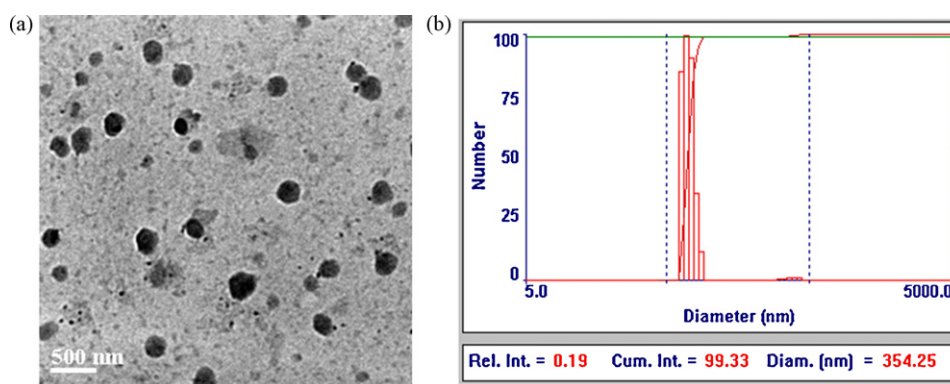 (a)
500 nm
(b)
100
75
50
25
0
Number
5.0
5000.0
Diameter (nm)
Rel. Int. = 0.19 Cum. Int. = 99.33 Diam. (nm) = 354.25